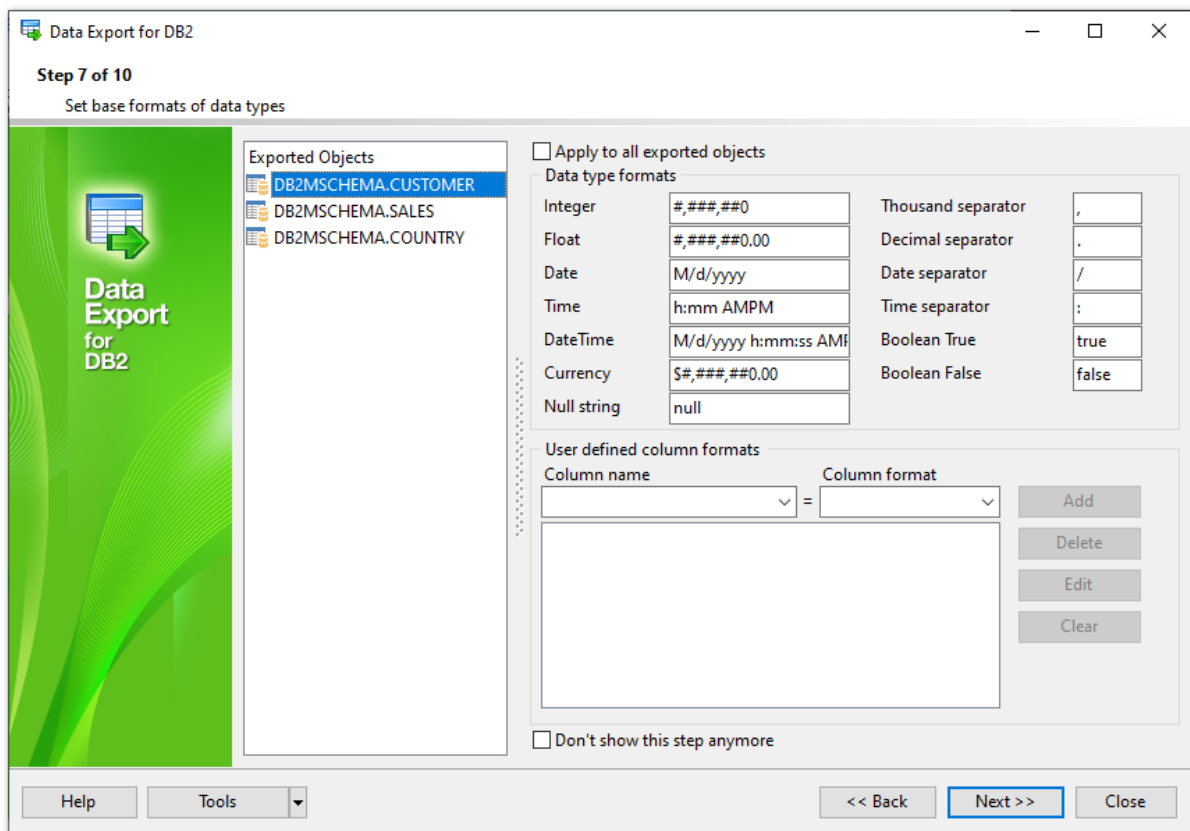 Data Export for DB2
Step 7 of 10
Set base formats of data types
Data
Export
for
DB2
Exported Objects
DB2MSCHEMA.CUSTOMER
DB2MSCHEMA.SALES
DB2MSCHEMA.COUNTRY
Apply to all exported objects
Data type formats
Integer #,###,##0 Thousand separator ,
Float #,###,##0.00 Decimal separator .
Date M/d/yyyy Date separator /
Time h:mm AMPM Time separator :
DateTime M/d/yyyy h:mm:ss AMP Boolean True true
Currency $#,###,##0.00 Boolean False false
Null string null
User defined column formats
Column name Column format
= Add
Delete
Edit
Clear
Don't show this step anymore
Help Tools << Back Next >> Close